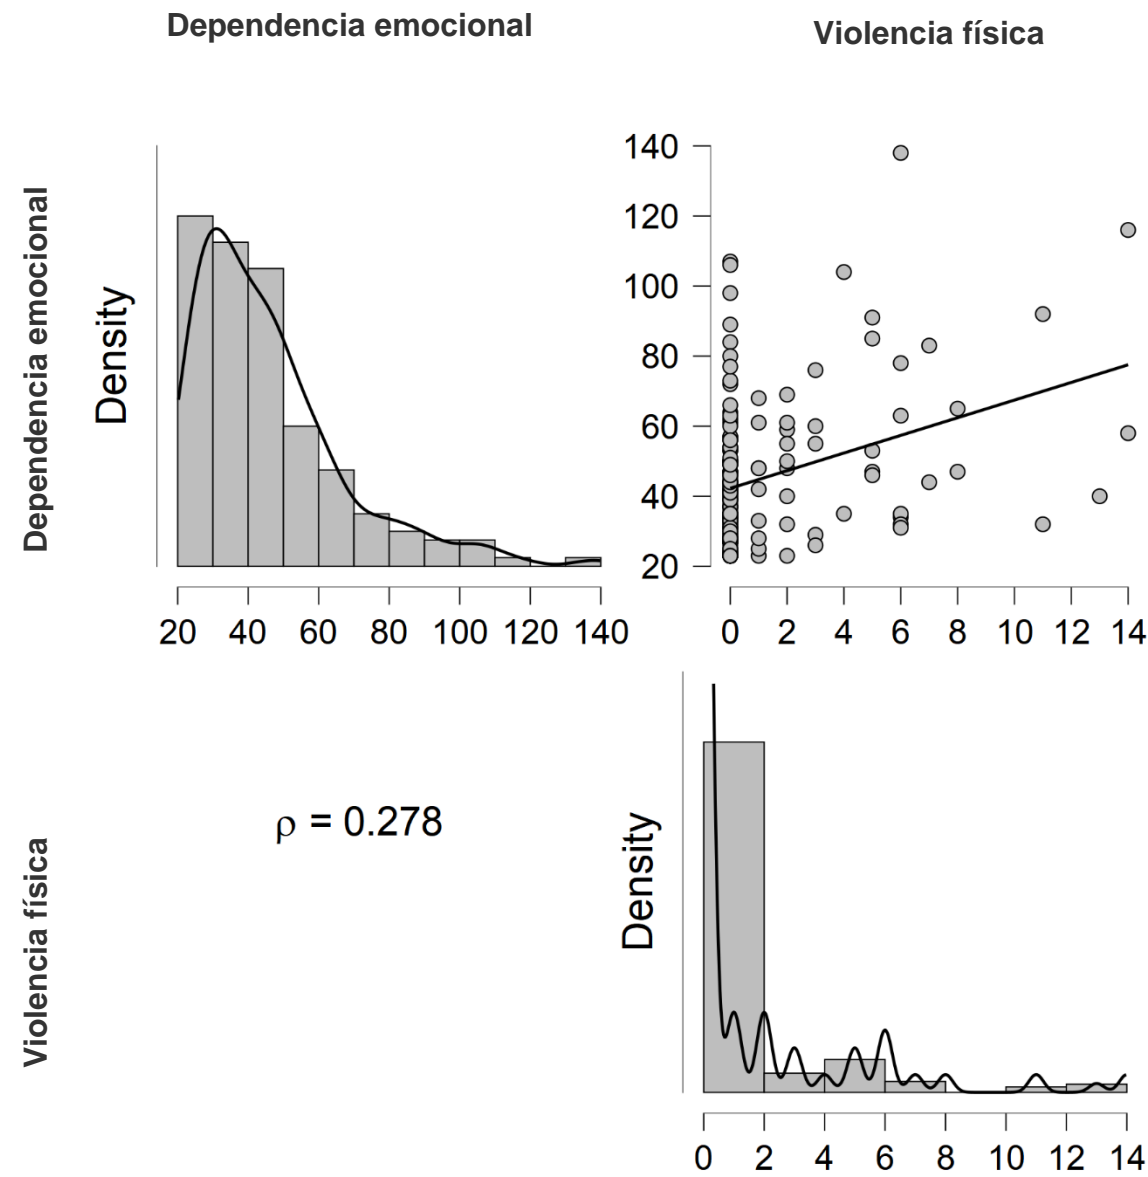 Dependencia emocional
Violencia física
Dependencia emocional
Density
20 40 60 80 100 120 140
140
120
100
80
60
40
20
0 2 4 6 8 10 12 14
Violencia física
ρ = 0.278
Density
0 2 4 6 8 10 12 14